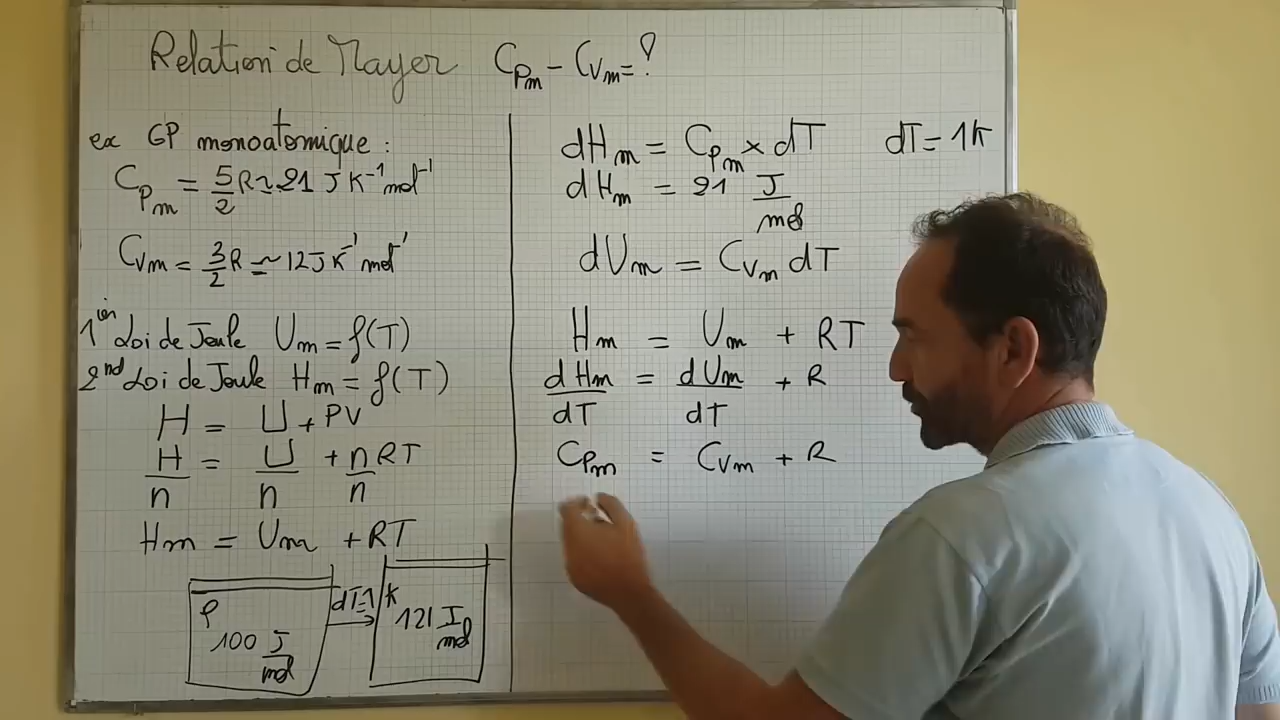 Relation de Mayer Cpm - Cvm = ?
ex GP monoatomique :
Cpm = 5/2 R ≃ 21 J K⁻¹ mol⁻¹
Cvm = 3/2 R ≃ 12 J K⁻¹ mol⁻¹
1ier Loi de Joule Um = f(T)
2nd Loi de Joule Hm = f(T)
H = U + PV
H/n = U/n + n/n RT
Hm = Um + RT
P
100 J/mol
dT=1K
121 J/mol
dHm = Cpm × dT dT = 1K
dHm = 21 J/mol
dUm = Cvm dT
Hm = Um + RT
dHm/dT = dUm/dT + R
Cpm = Cvm + R